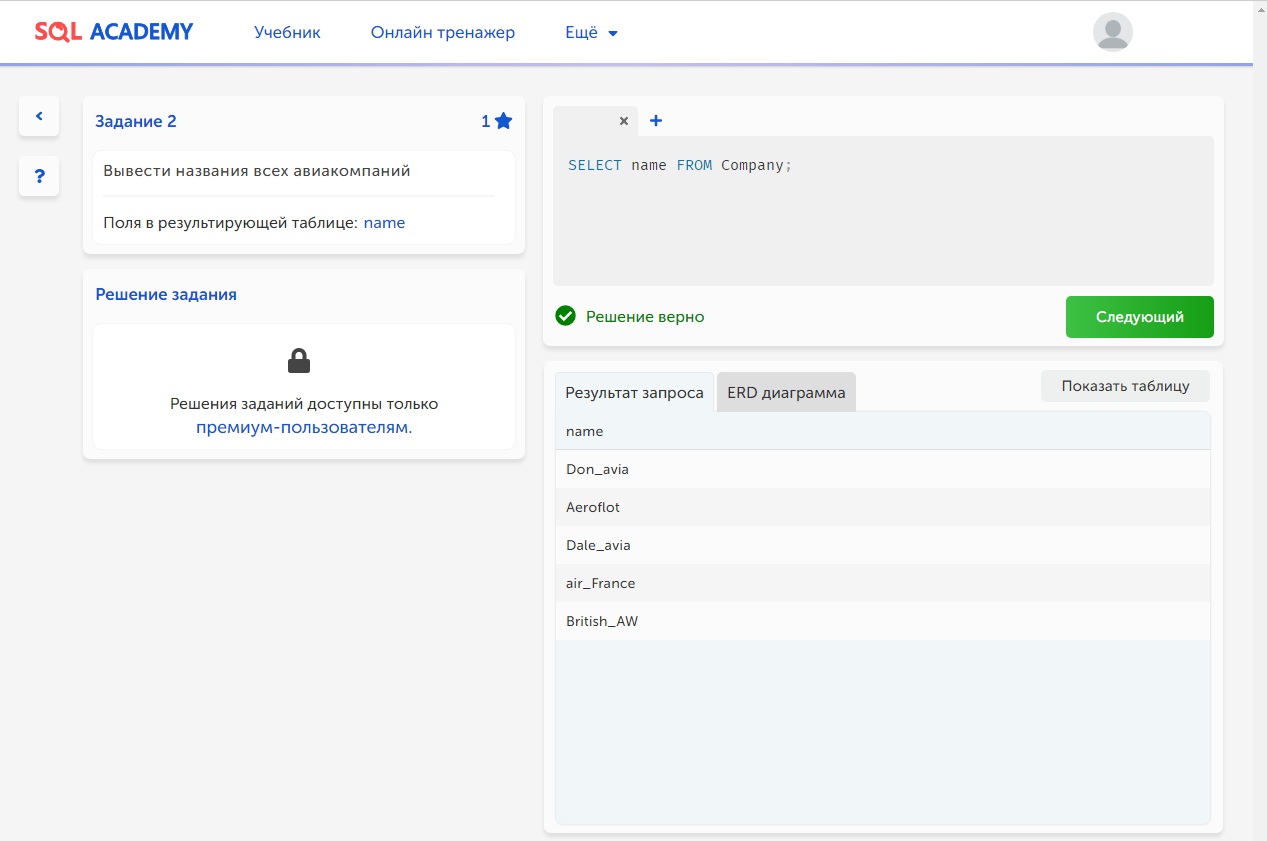 SQL ACADEMY
Учебник
Онлайн тренажер
Ещё
Задание 2
1
Вывести названия всех авиакомпаний
Поля в результирующей таблице: name
?
Решение задания
Решения заданий доступны только
премиум-пользователям.
SELECT name FROM Company;
Решение верно
Следующий
Результат запроса
ERD диаграмма
Показать таблицу
name
Don_avia
Aeroflot
Dale_avia
air_France
British_AW